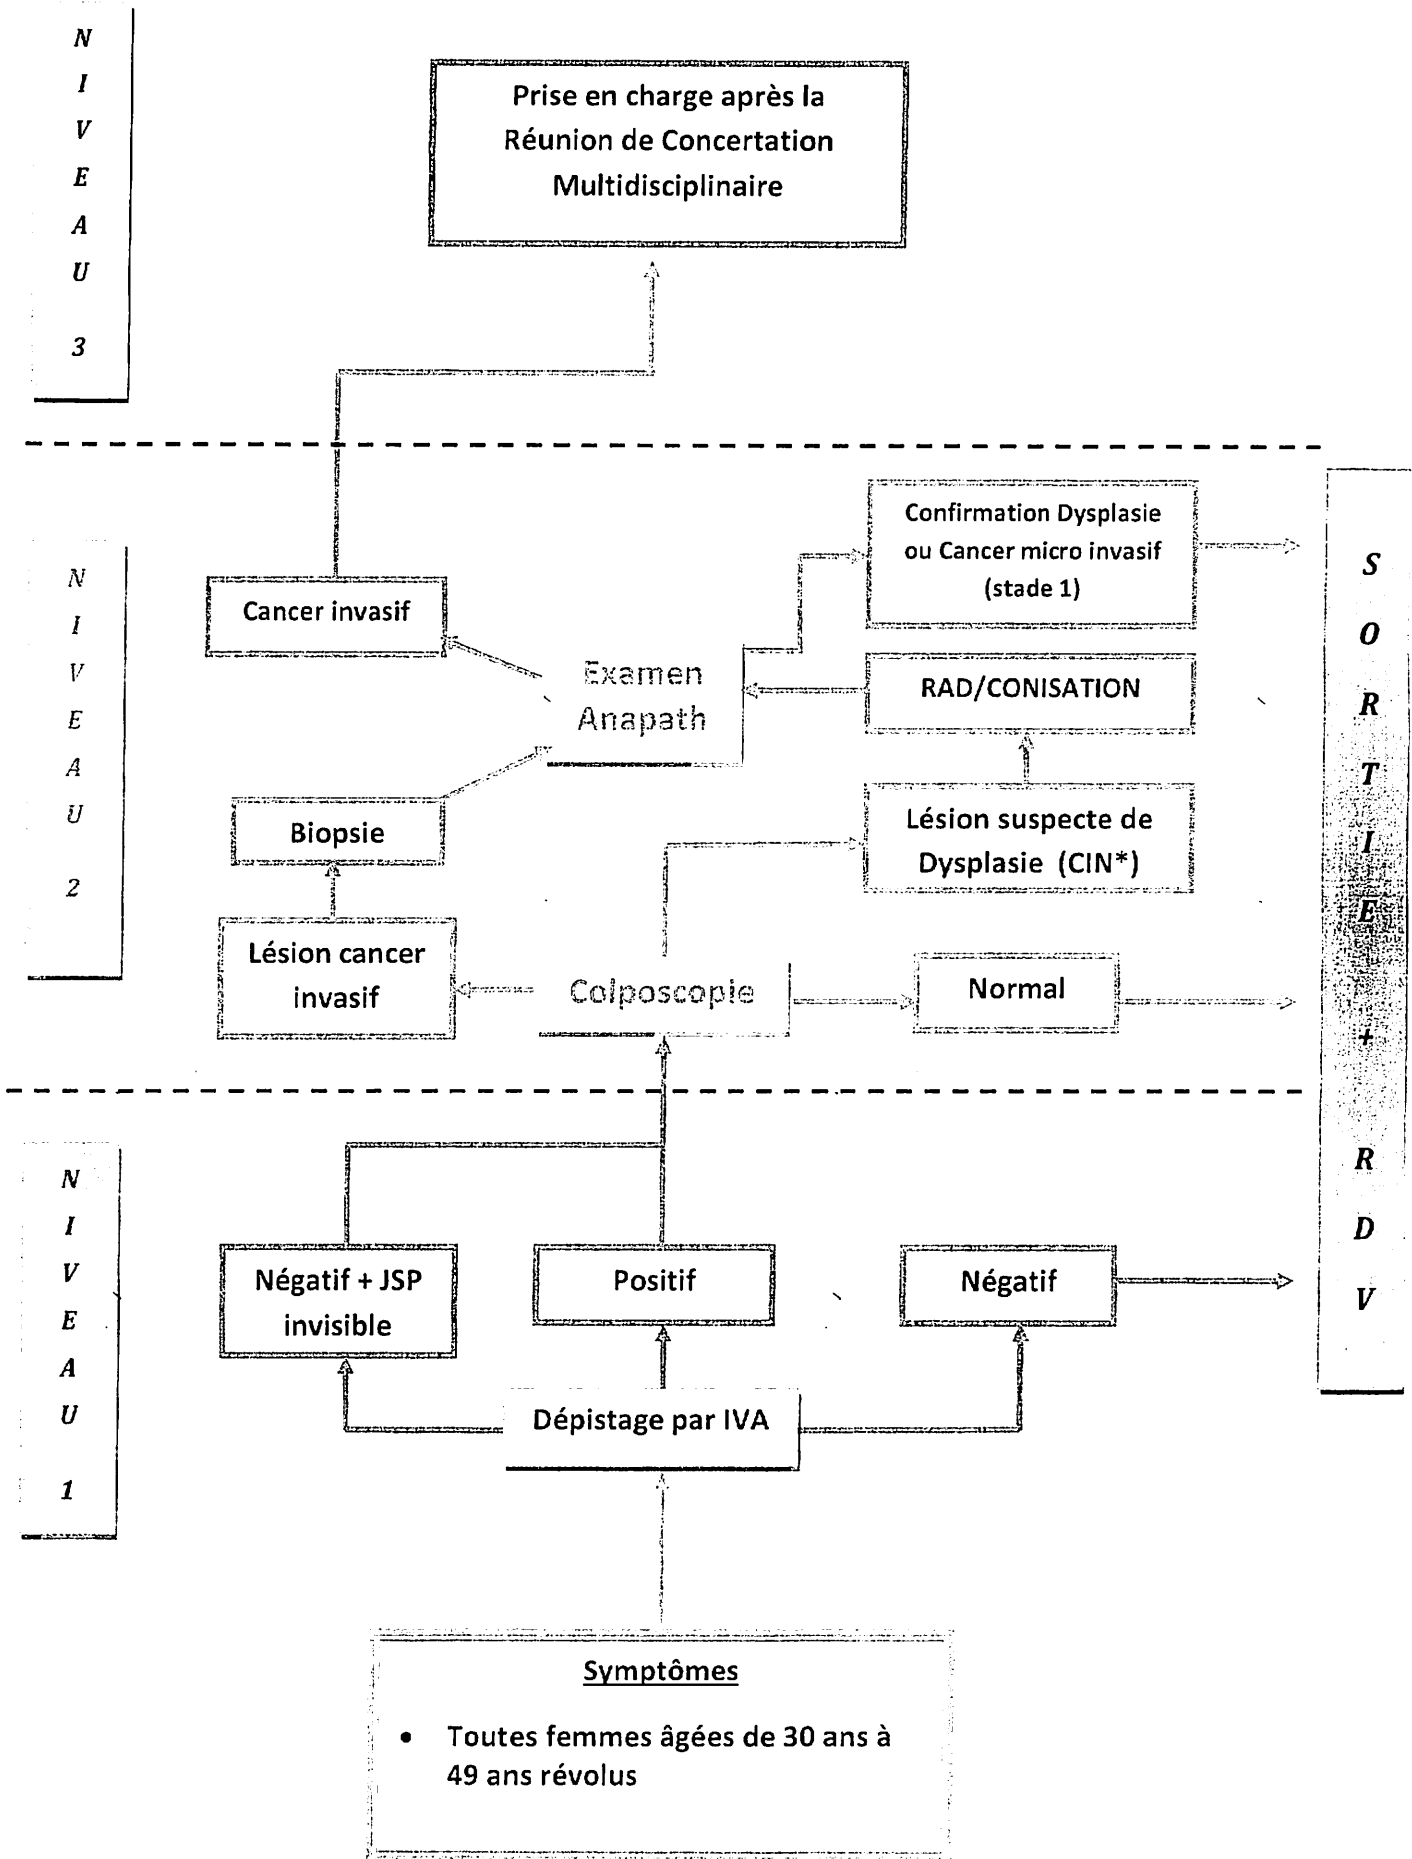 N
I
V
E
A
U
3
Prise en charge après la
Réunion de Concertation
Multidisciplinaire
N
I
V
E
A
U
2
Cancer invasif
Confirmation Dysplasie
ou Cancer micro invasif
(stade 1)
Examen
Anapath
RAD/CONISATION
Biopsie
Lésion suspecte de
Dysplasie (CIN*)
Lésion cancer
invasif
Colposcopie
Normal
S
O
R
T
I
E
+
R
D
V
N
I
V
E
A
U
1
Négatif + JSP
invisible
Positif
Négatif
Dépistage par IVA
Symptômes
• Toutes femmes âgées de 30 ans à
49 ans révolus